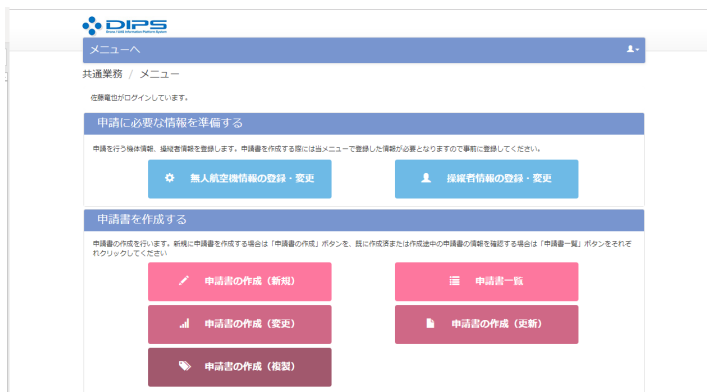 DIPS
Drone / UAS Information Platform System
メニューへ
共通業務 / メニュー
佐藤竜也がログインしています。
申請に必要な情報を準備する
申請を行う機体情報、操縦者情報を登録します。申請書を作成する際には当メニューで登録した情報が必要となりますので事前に登録してください。
無人航空機情報の登録・変更
操縦者情報の登録・変更
申請書を作成する
申請書の作成を行います。新規に申請書を作成する場合は「申請書の作成」ボタンを、既に作成済または作成途中の申請書の情報を確認する場合は「申請書一覧」ボタンをそれぞ
れクリックしてください
申請書の作成（新規）
申請書一覧
申請書の作成（変更）
申請書の作成（更新）
申請書の作成（複製）